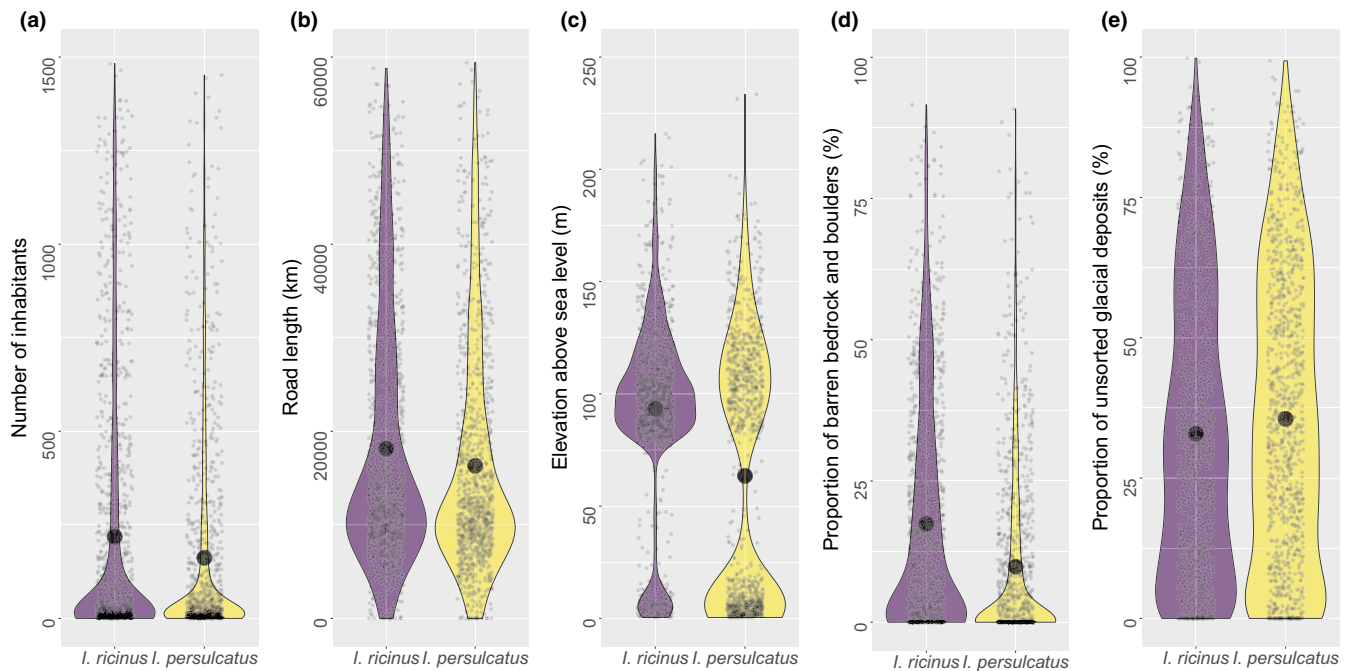 (a)
Number of inhabitants
1500
1000
500
0
I. ricinus I. persulcatus
(b)
Road length (km)
60000
40000
20000
0
I. ricinus I. persulcatus
(c)
Elevation above sea level (m)
250
200
150
100
50
0
I. ricinus I. persulcatus
(d)
Proportion of barren bedrock and boulders (%)
100
75
50
25
0
I. ricinus I. persulcatus
(e)
Proportion of unsorted glacial deposits (%)
100
75
50
25
0
I. ricinus I. persulcatus